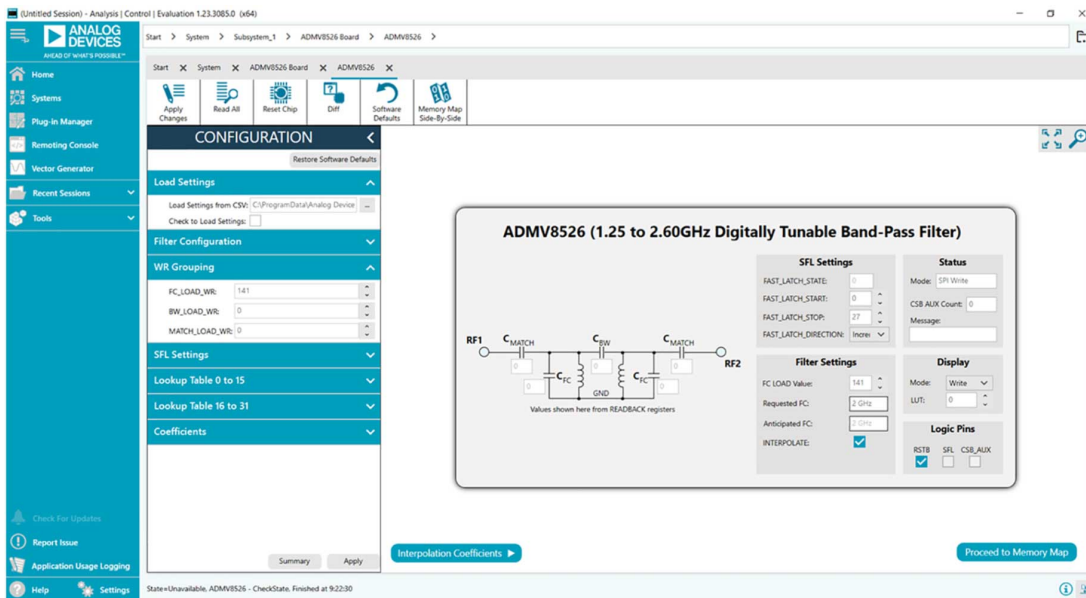 (Untitled Session) - Analysis | Control | Evaluation 1.23.3085.0 (x64)
ANALOG
DEVICES
AHEAD OF WHAT'S POSSIBLE™
Home
Systems
Plug-in Manager
Remoting Console
Vector Generator
Recent Sessions
Tools
Check For Updates
Report Issue
Application Usage Logging
Help
Settings
Start > System > Subsystem_1 > ADMV8526 Board > ADMV8526 >
Start X System X ADMV8526 Board X ADMV8526 X
Apply Changes
Read All
Reset Chip
Diff
Software Defaults
Memory Map Side-By-Side
CONFIGURATION <
Restore Software Defaults
Load Settings
Load Settings from CSV: C:\ProgramData\Analog Device ...
Check to Load Settings:
Filter Configuration
WR Grouping
FC_LOAD_WR: 141
BW_LOAD_WR: 0
MATCH_LOAD_WR: 0
SFL Settings
Lookup Table 0 to 15
Lookup Table 16 to 31
Coefficients
Summary
Apply
ADMV8526 (1.25 to 2.60GHz Digitally Tunable Band-Pass Filter)
RF1
CMATCH
CBW
CMATCH
RF2
0
0
0
CFC
CFC
0
0
GND
Values shown here from READBACK registers
SFL Settings
FAST_LATCH_STATE: 0
FAST_LATCH_START: 0
FAST_LATCH_STOP: 27
FAST_LATCH_DIRECTION: Increi
Status
Mode: SPI Write
CSB AUX Count: 0
Message:
Filter Settings
FC LOAD Value: 141
Requested FC: 2 GHz
Anticipated FC: 2 GHz
INTERPOLATE:
Display
Mode: Write
LUT: 0
Logic Pins
RSTB SFL CSB_AUX
Interpolation Coefficients
Proceed to Memory Map
State=Unavailable, ADMV8526 - CheckState, Finished at 9:22:30